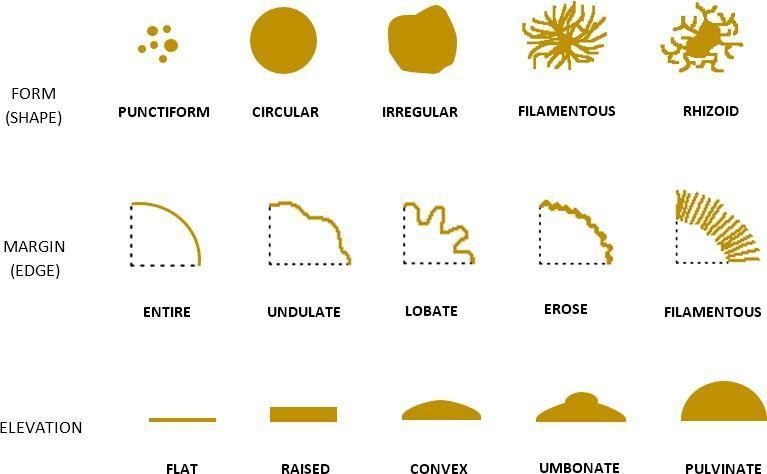 FORM
(SHAPE)
PUNCTIFORM CIRCULAR IRREGULAR FILAMENTOUS RHIZOID
MARGIN
(EDGE)
ENTIRE UNDULATE LOBATE EROSE FILAMENTOUS
ELEVATION
FLAT RAISED CONVEX UMBONATE PULVINATE